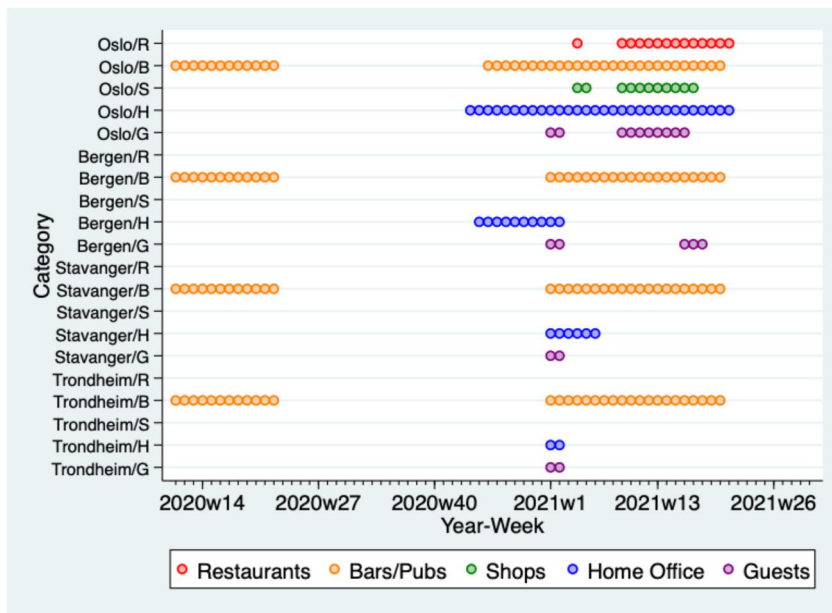 Oslo/R
Oslo/B
Oslo/S
Oslo/H
Oslo/G
Bergen/R
Bergen/B
Bergen/S
Bergen/H
Bergen/G
Stavanger/R
Stavanger/B
Stavanger/S
Stavanger/H
Stavanger/G
Trondheim/R
Trondheim/B
Trondheim/S
Trondheim/H
Trondheim/G
Category
2020w14 2020w27 2020w40 2021w1 2021w13 2021w26
Year-Week
Restaurants Bars/Pubs Shops Home Office Guests